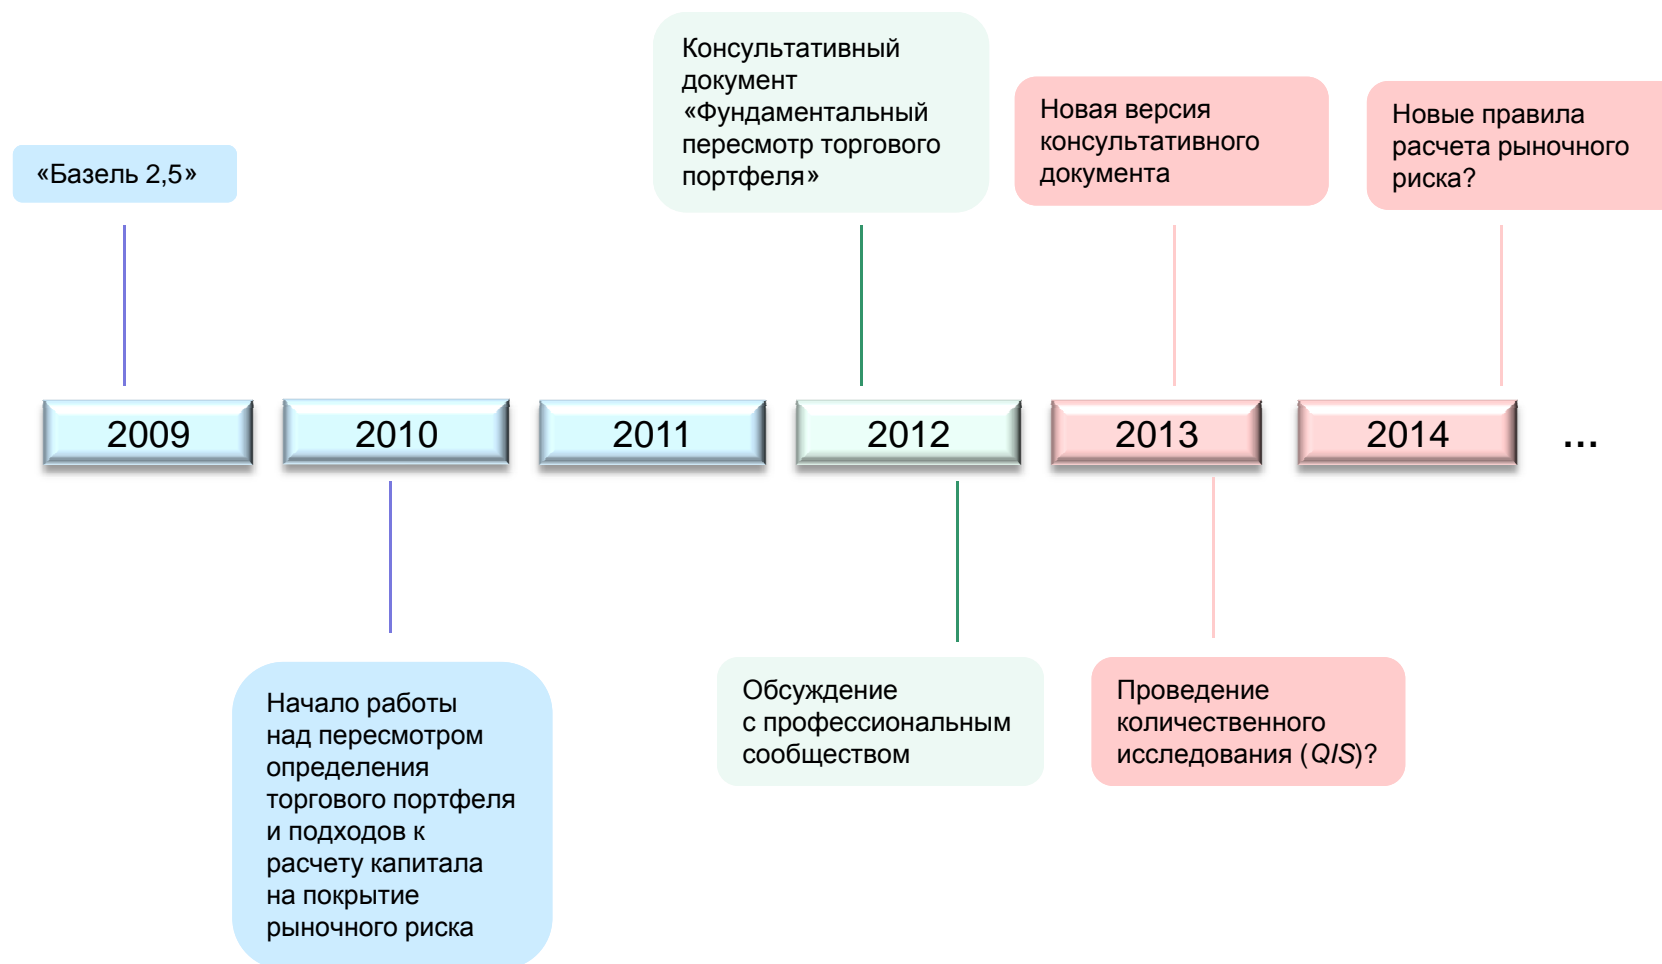 «Базель 2,5»
Консультативный
документ
«Фундаментальный
пересмотр торгового
портфеля»
Новая версия
консультативного
документа
Новые правила
расчета рыночного
риска?
2009
2010
2011
2012
2013
2014
...
Начало работы
над пересмотром
определения
торгового портфеля
и подходов к
расчету капитала
на покрытие
рыночного риска
Обсуждение
с профессиональным
сообществом
Проведение
количественного
исследования (QIS)?